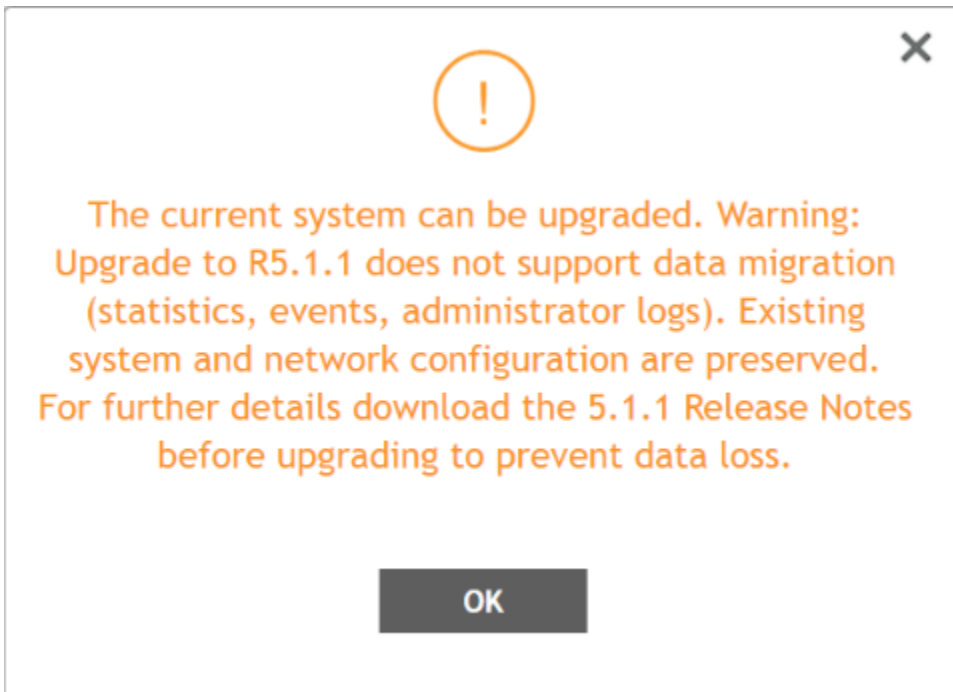 !
The current system can be upgraded. Warning:
Upgrade to R5.1.1 does not support data migration
(statistics, events, administrator logs). Existing
system and network configuration are preserved.
For further details download the 5.1.1 Release Notes
before upgrading to prevent data loss.
OK